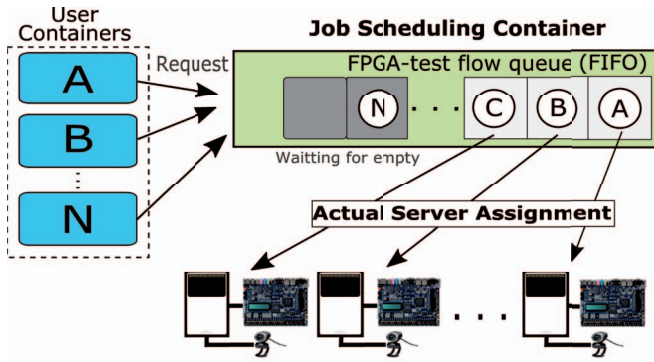 User
Containers
A
B
N
Request
Job Scheduling Container
FPGA-test flow queue (FIFO)
N . . . C B A
Waitting for empty
Actual Server Assignment
. . .